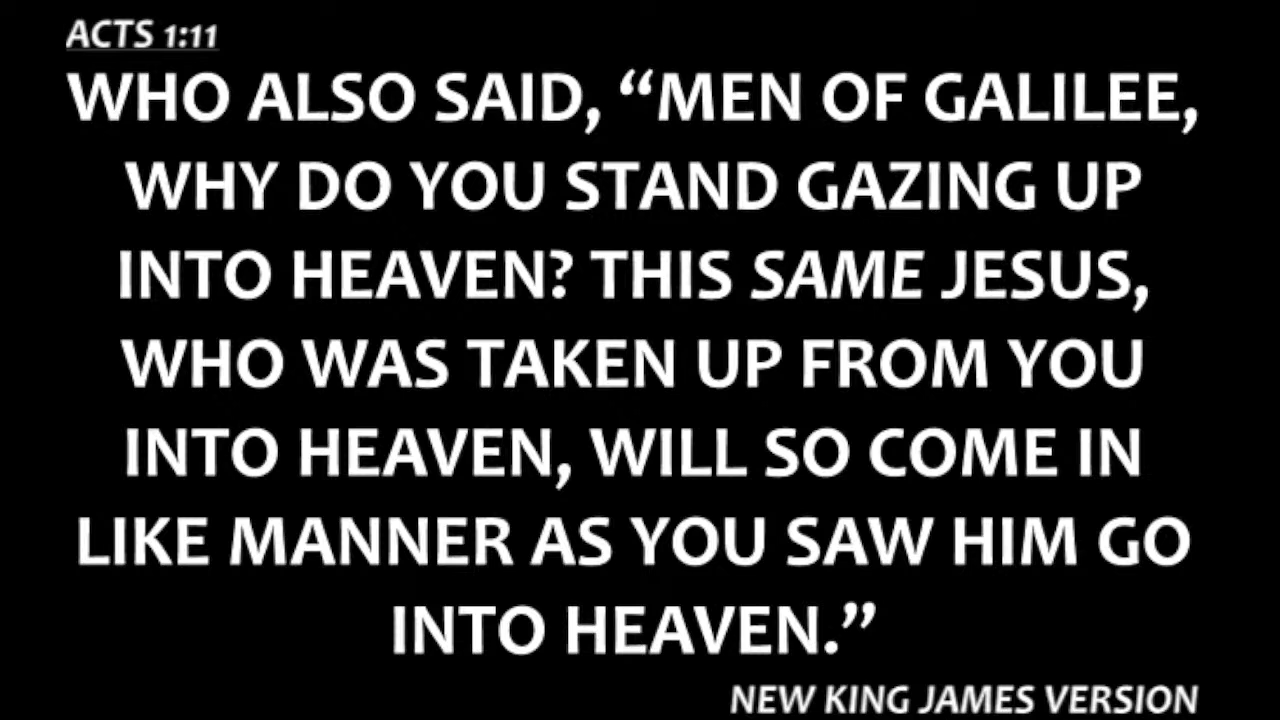 ACTS 1:11
WHO ALSO SAID, “MEN OF GALILEE,
WHY DO YOU STAND GAZING UP
INTO HEAVEN? THIS SAME JESUS,
WHO WAS TAKEN UP FROM YOU
INTO HEAVEN, WILL SO COME IN
LIKE MANNER AS YOU SAW HIM GO
INTO HEAVEN.”
NEW KING JAMES VERSION